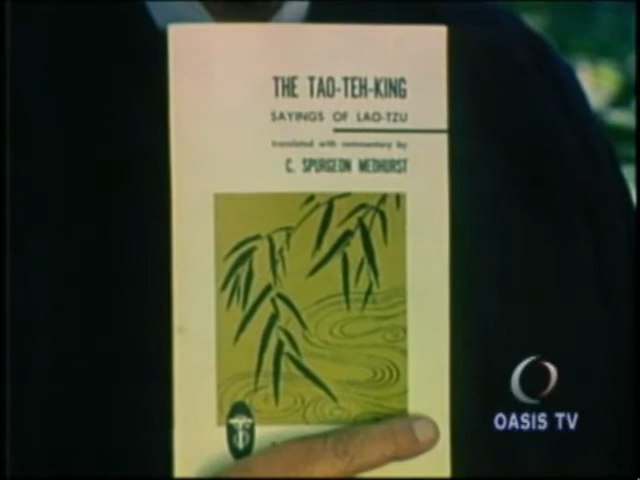 THE TAO-TEH-KING
SAYINGS OF LAO-TZU
translated with commentary by
C. SPURGEON MEDHURST
OASIS TV